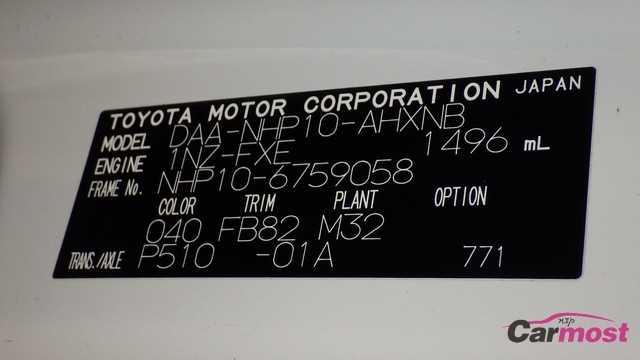 TOYOTA MOTOR CORPORATION JAPAN
MODEL DAA-NHP10-AHXNB
ENGINE 1NZ-FXE 1496 mL
FRAME No. NHP10-6759058
COLOR TRIM PLANT OPTION
040 FB82 M32
TRANS./AXLE P510 -01A 771
Carmost